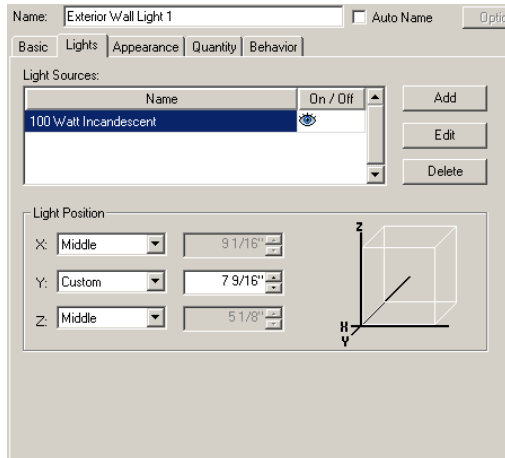 Name: Exterior Wall Light 1 Auto Name
Basic Lights Appearance Quantity Behavior
Light Sources:
Name On / Off Add
100 Watt Incandescent
Edit
Delete
Light Position
X: Middle 9 1/16"
Y: Custom 7 9/16"
Z: Middle 5 1/8"
Z
X
Y